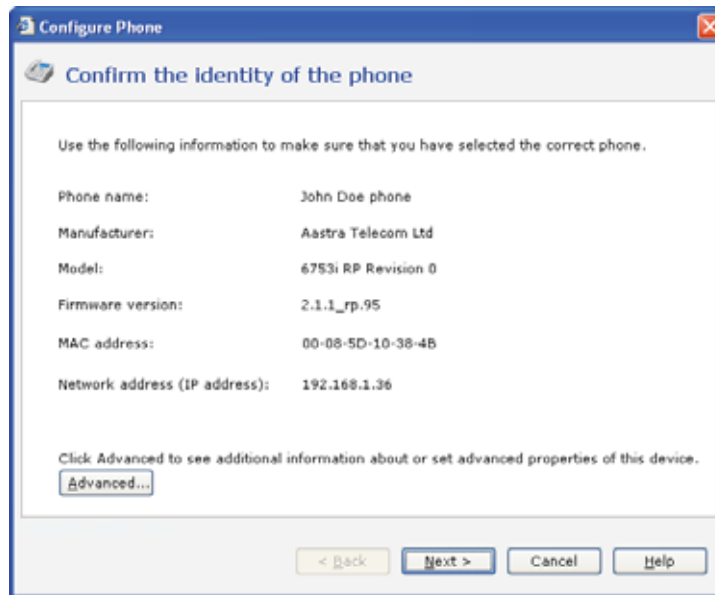 Configure Phone
Confirm the identity of the phone
Use the following information to make sure that you have selected the correct phone.
Phone name: John Doe phone
Manufacturer: Aastra Telecom Ltd
Model: 6753i RP Revision 0
Firmware version: 2.1.1_rp.95
MAC address: 00-08-5D-10-38-4B
Network address (IP address): 192.168.1.36
Click Advanced to see additional information about or set advanced properties of this device.
Advanced...
< Back Next > Cancel Help